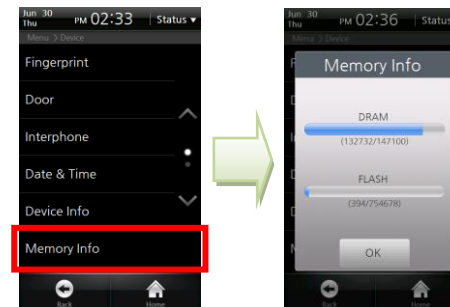 Jun 30
Thu
PM 02:33
Status
Menu > Device
Fingerprint
Door
Interphone
Date & Time
Device Info
Memory Info
Back
Home
Jun 30
Thu
PM 02:36
Status
Menu > Device
Memory Info
DRAM
(132732/147100)
FLASH
(394/754678)
OK
Back
Home